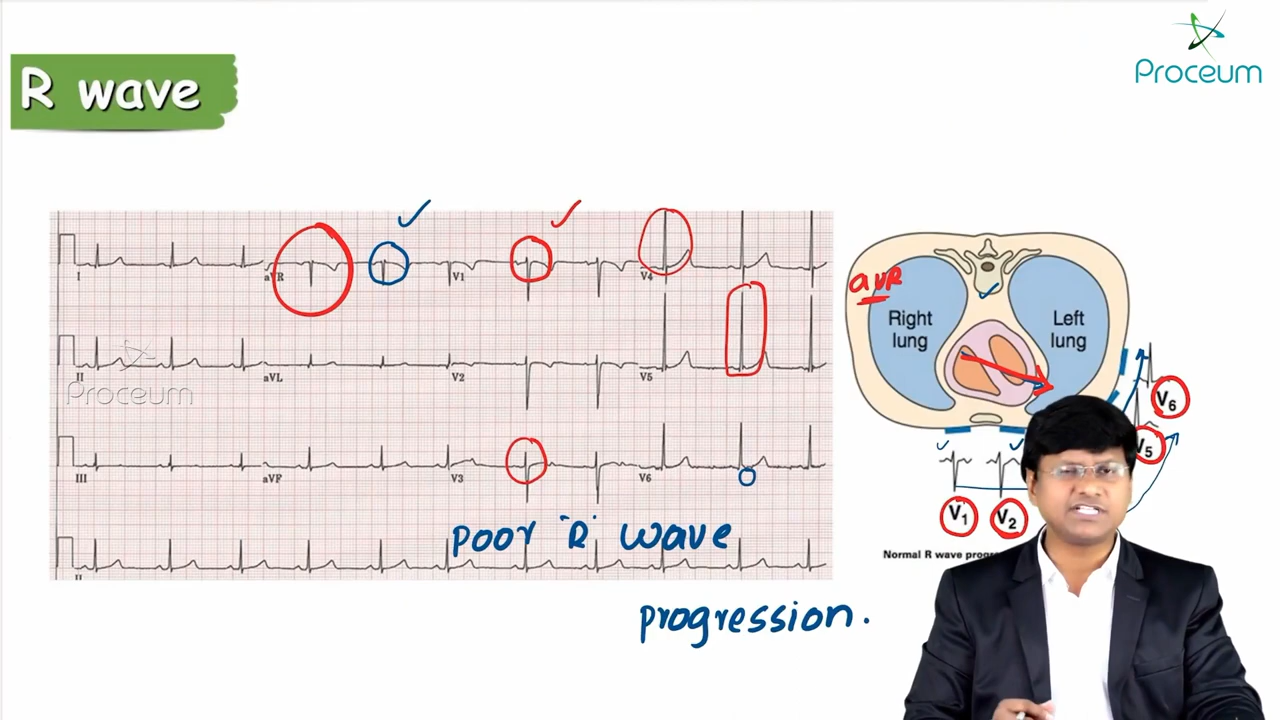 Proceum
R wave
I
aVR
V1
V4
II
aVL
V2
V5
Proceum
III
aVF
V3
V6
II
poor "R" wave
progression.
aVR
Right
lung
Left
lung
V6
V5
V1
V2
Normal R wave